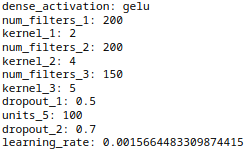 dense_activation: gelu
num_filters_1: 200
kernel_1: 2
num_filters_2: 200
kernel_2: 4
num_filters_3: 150
kernel_3: 5
dropout_1: 0.5
units_5: 100
dropout_2: 0.7
learning_rate: 0.0015664483309874415